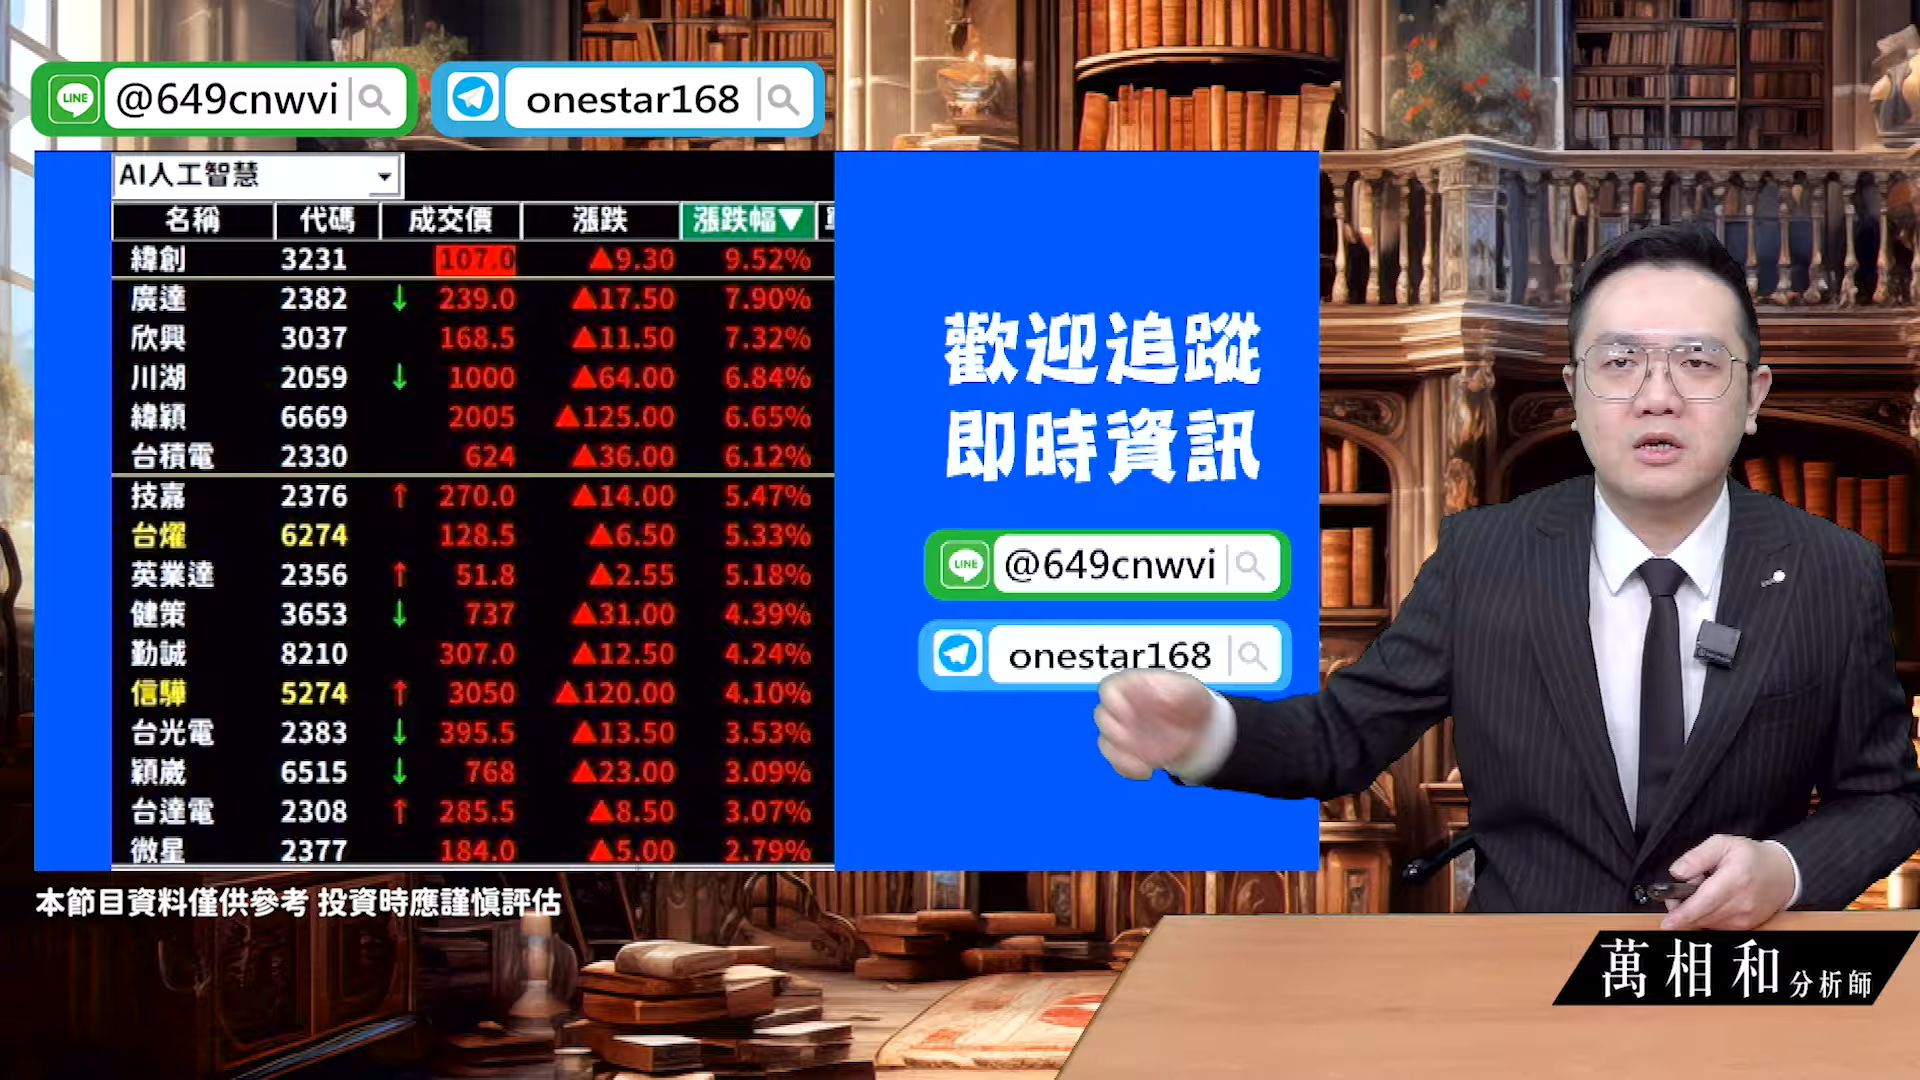 LINE @649cnwvi
onestar168
AI人工智慧
名稱 代碼 成交價 漲跌 漲跌幅▼
緯創 3231 107.0 ▲9.30 9.52%
廣達 2382 ↓ 239.0 ▲17.50 7.90%
欣興 3037 168.5 ▲11.50 7.32%
川湖 2059 ↓ 1000 ▲64.00 6.84%
緯穎 6669 2005 ▲125.00 6.65%
台積電 2330 624 ▲36.00 6.12%
技嘉 2376 ↑ 270.0 ▲14.00 5.47%
台燿 6274 128.5 ▲6.50 5.33%
英業達 2356 ↑ 51.8 ▲2.55 5.18%
健策 3653 ↓ 737 ▲31.00 4.39%
勤誠 8210 307.0 ▲12.50 4.24%
信驊 5274 ↑ 3050 ▲120.00 4.10%
台光電 2383 ↓ 395.5 ▲13.50 3.53%
穎崴 6515 ↓ 768 ▲23.00 3.09%
台達電 2308 ↑ 285.5 ▲8.50 3.07%
微星 2377 184.0 ▲5.00 2.79%
歡迎追蹤
即時資訊
LINE @649cnwvi
onestar168
本節目資料僅供參考 投資時應謹慎評估
萬相和分析師